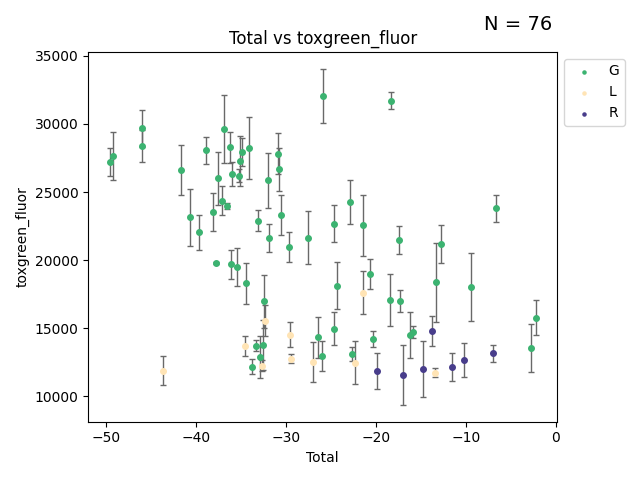 N = 76
Total vs toxgreen_fluor
35000
30000
25000
20000
15000
10000
toxgreen_fluor
−50
−40
−30
−20
−10
0
Total
G
L
R